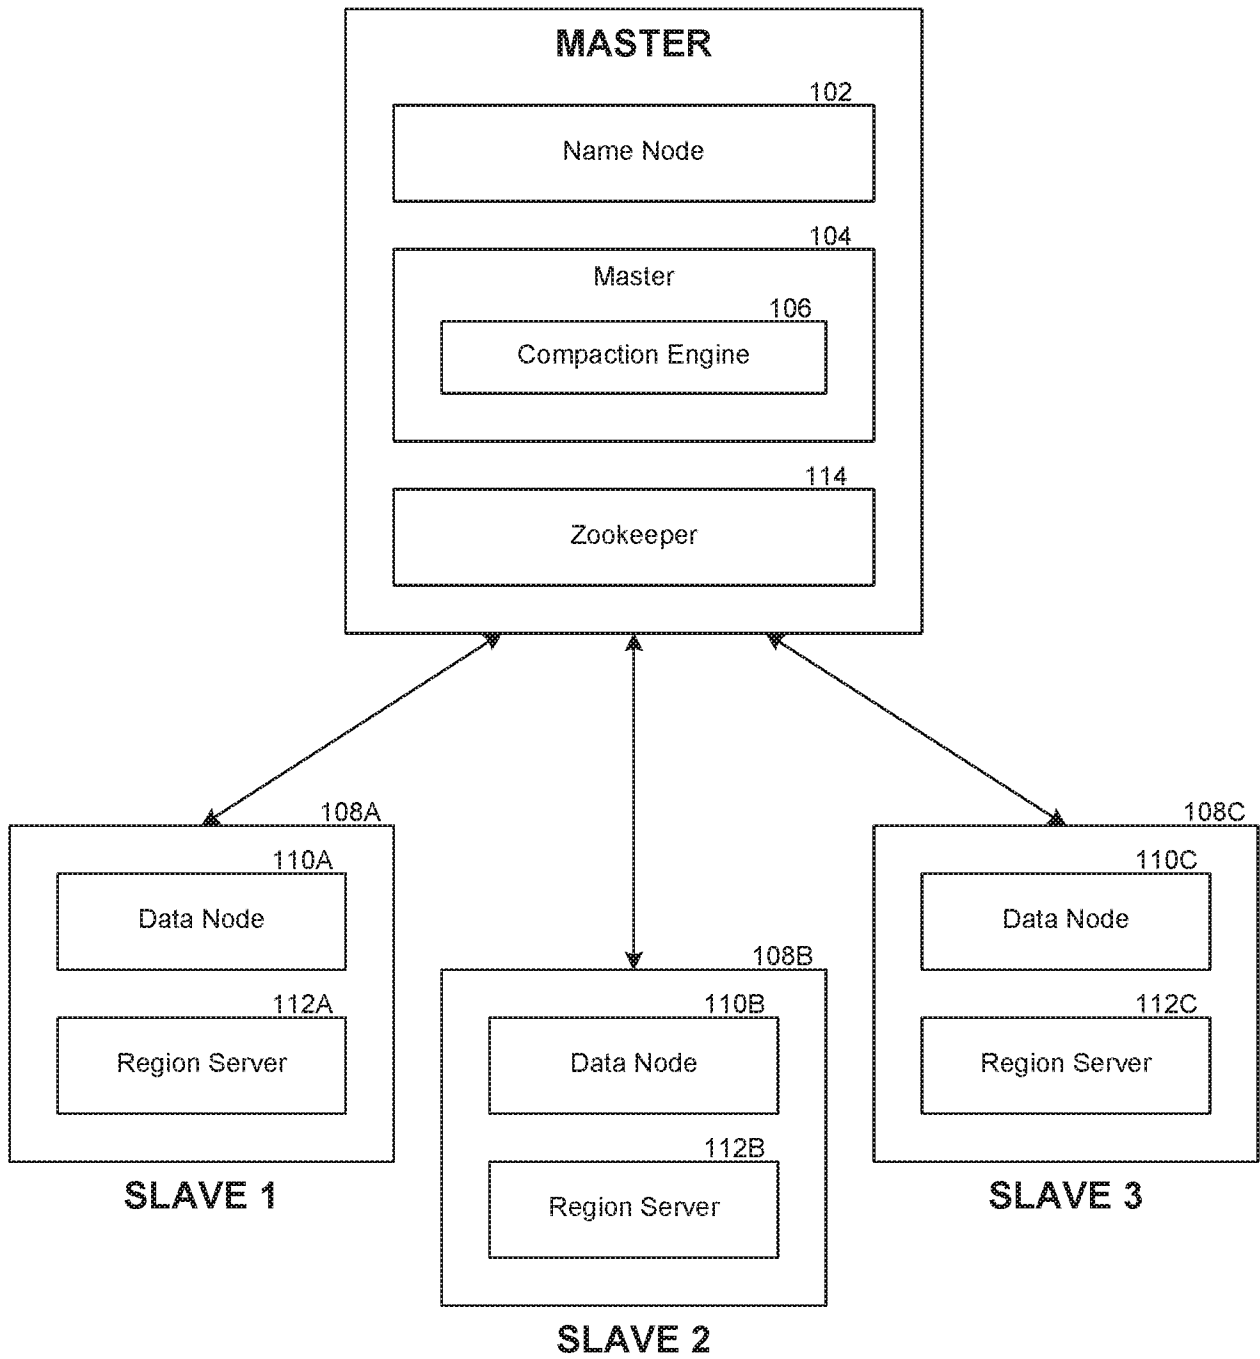 MASTER
102
Name Node
104
Master
106
Compaction Engine
114
Zookeeper
108A
110A
Data Node
112A
Region Server
SLAVE 1
108B
110B
Data Node
112B
Region Server
SLAVE 2
108C
110C
Data Node
112C
Region Server
SLAVE 3